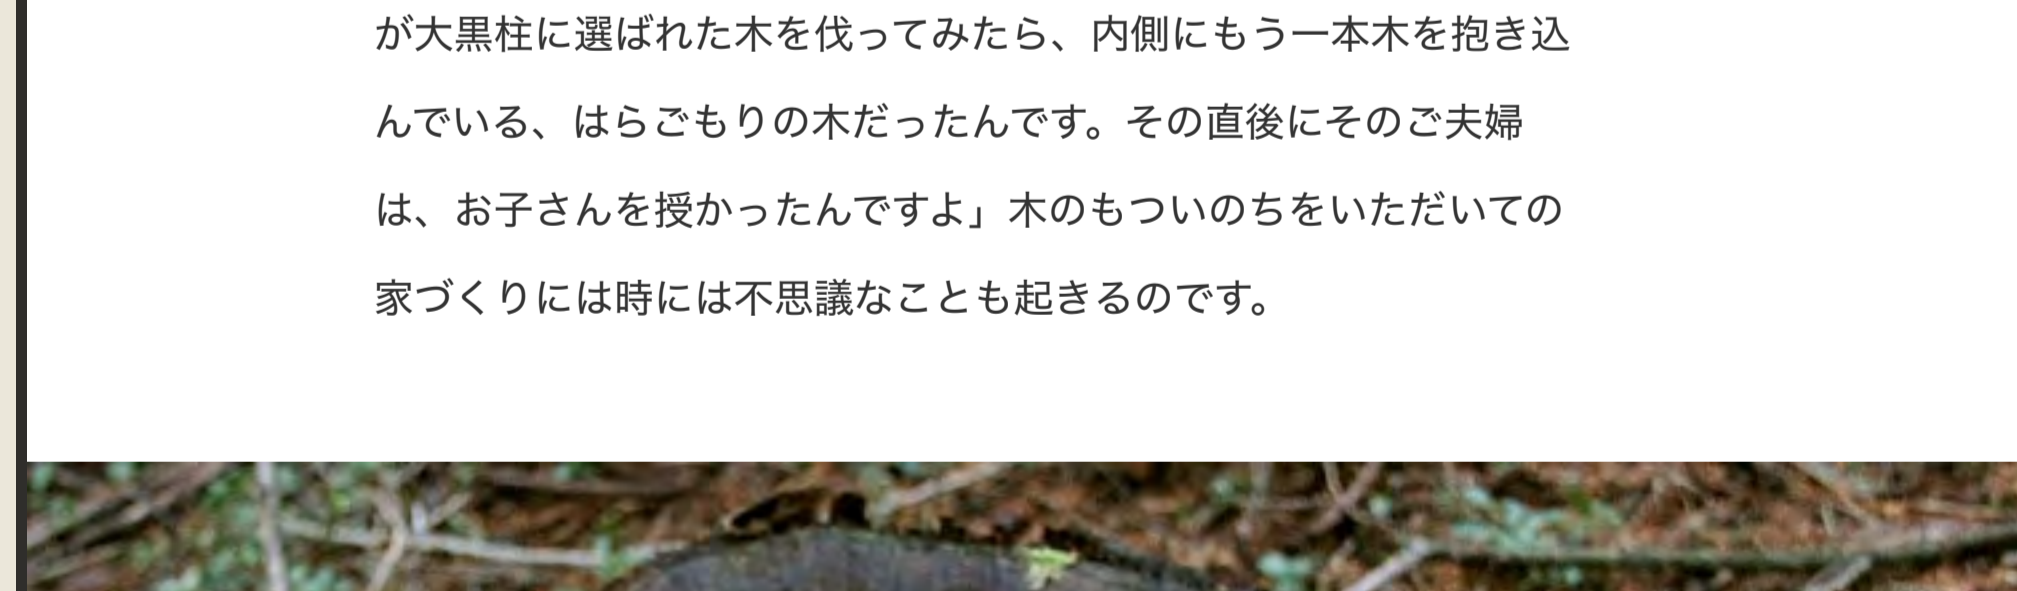 が大黒柱に選ばれた木を伐ってみたら、内側にもう一本木を抱き込
んでいる、はらごもりの木だったんです。その直後にそのご夫婦
は、お子さんを授かったんですよ」木のもついのちをいただいての
家づくりには時には不思議なことも起きるのです。